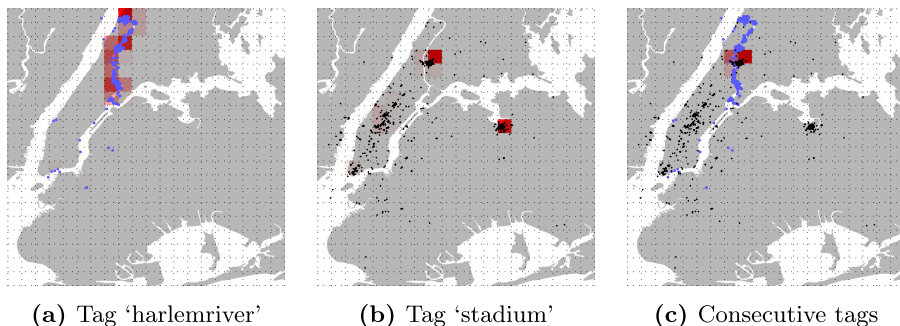 (a) Tag ‘harlemriver’
(b) Tag ‘stadium’
(c) Consecutive tags